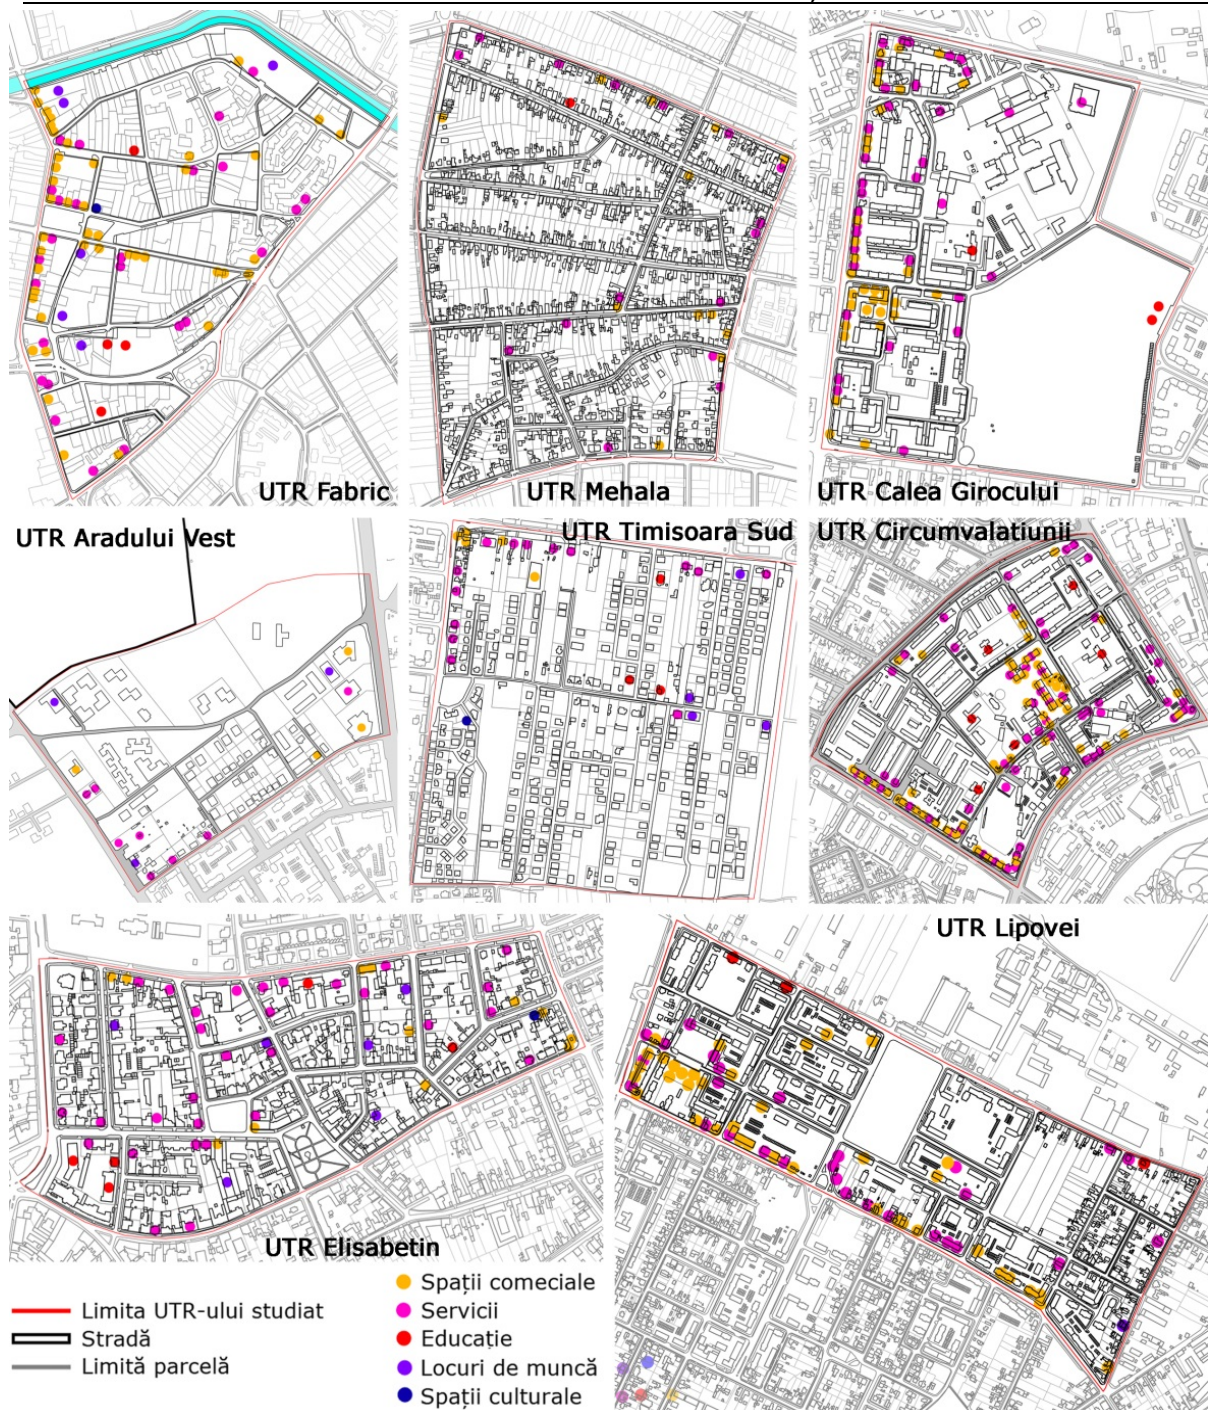 UTR Fabric
UTR Mehala
UTR Calea Girocului
UTR Aradului Vest
UTR Timisoara Sud
UTR Circumvalatiunii
UTR Elisabetin
UTR Lipovei
Limita UTR-ului studiat
Stradă
Limită parcelă
Spații comeciale
Servicii
Educație
Locuri de muncă
Spații culturale